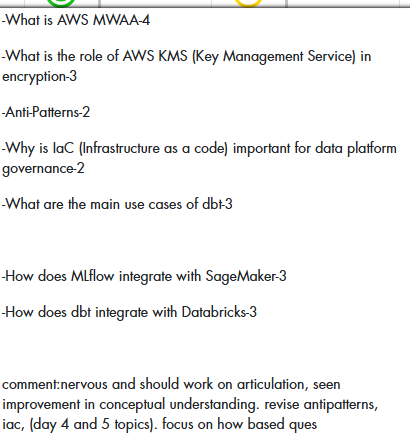 -What is AWS MWAA-4
-What is the role of AWS KMS (Key Management Service) in
encryption-3
-Anti-Patterns-2
-Why is IaC (Infrastructure as a code) important for data platform
governance-2
-What are the main use cases of dbt-3
-How does MLflow integrate with SageMaker-3
-How does dbt integrate with Databricks-3
comment:nervous and should work on articulation, seen
improvement in conceptual understanding. revise antipatterns,
iac, (day 4 and 5 topics). focus on how based ques